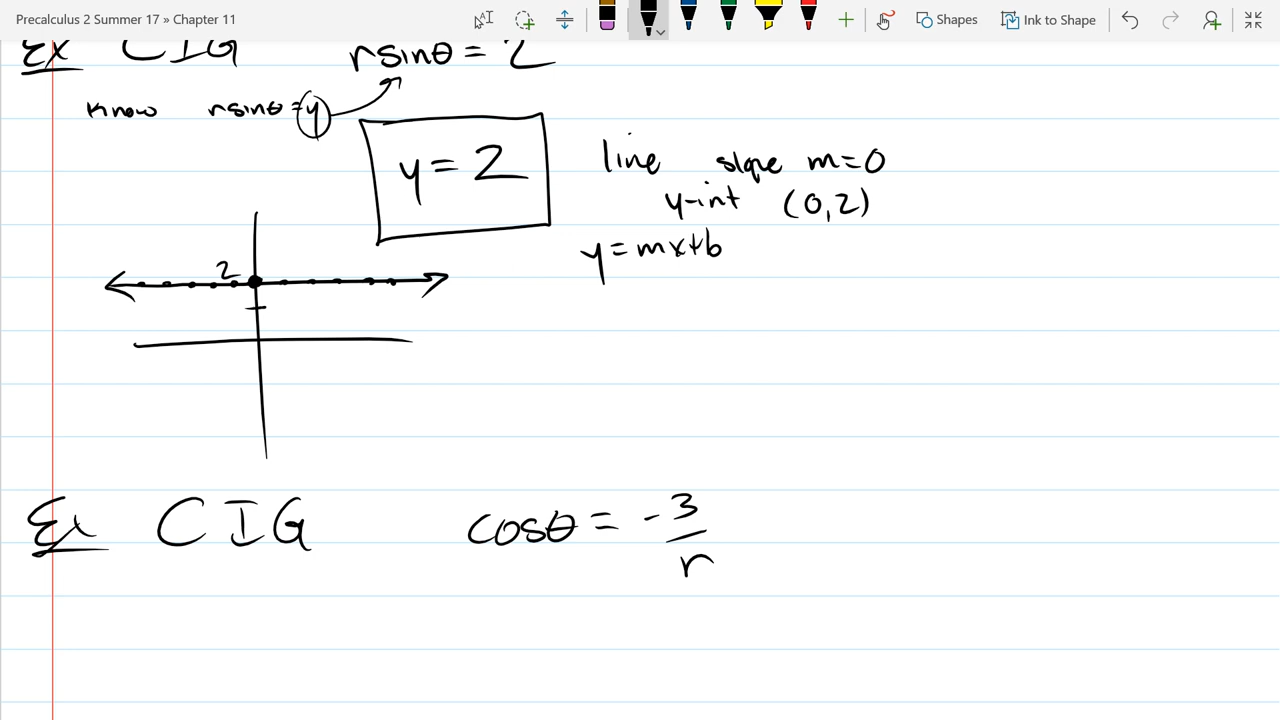 Precalculus 2 Summer 17 » Chapter 11
Shapes
Ink to Shape
Ex CIG rsinθ = 2
Know rsinθ = y
y = 2
line slope m=0
y-int (0,2)
y=mx+b
2
Ex CIG cosθ = -3/r